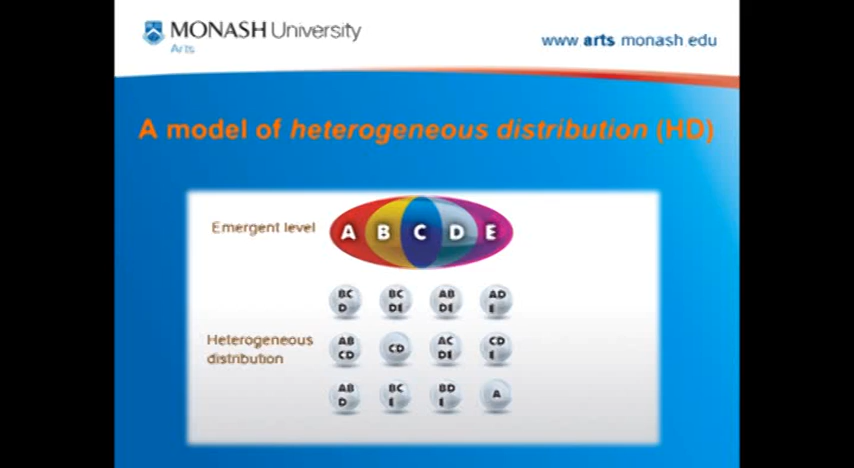 MONASH University
Arts
www arts monash edu
A model of heterogeneous distribution (HD)
Emergent level
A B C D E
BC
D
BC
DE
AB
DE
AD
E
Heterogeneous
distribution
AB
CD
CD
AC
DE
CD
E
AB
D
BC
E
BD
E
A